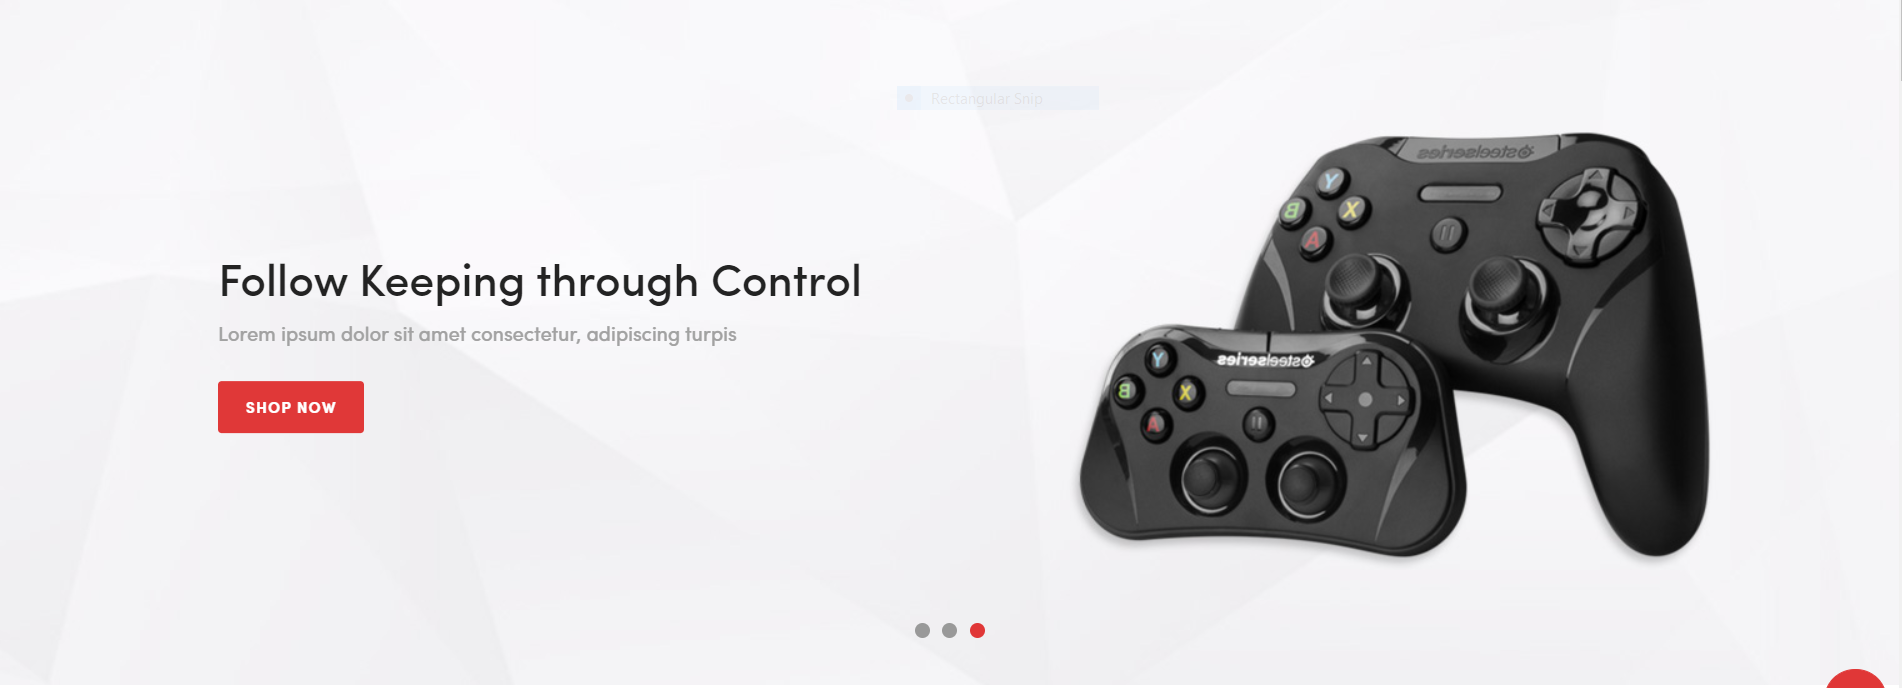 Rectangular Snip
steelseries
Y
B
X
A
Follow Keeping through Control
Lorem ipsum dolor sit amet consectetur, adipiscing turpis
steelseries
Y
B
X
A
SHOP NOW